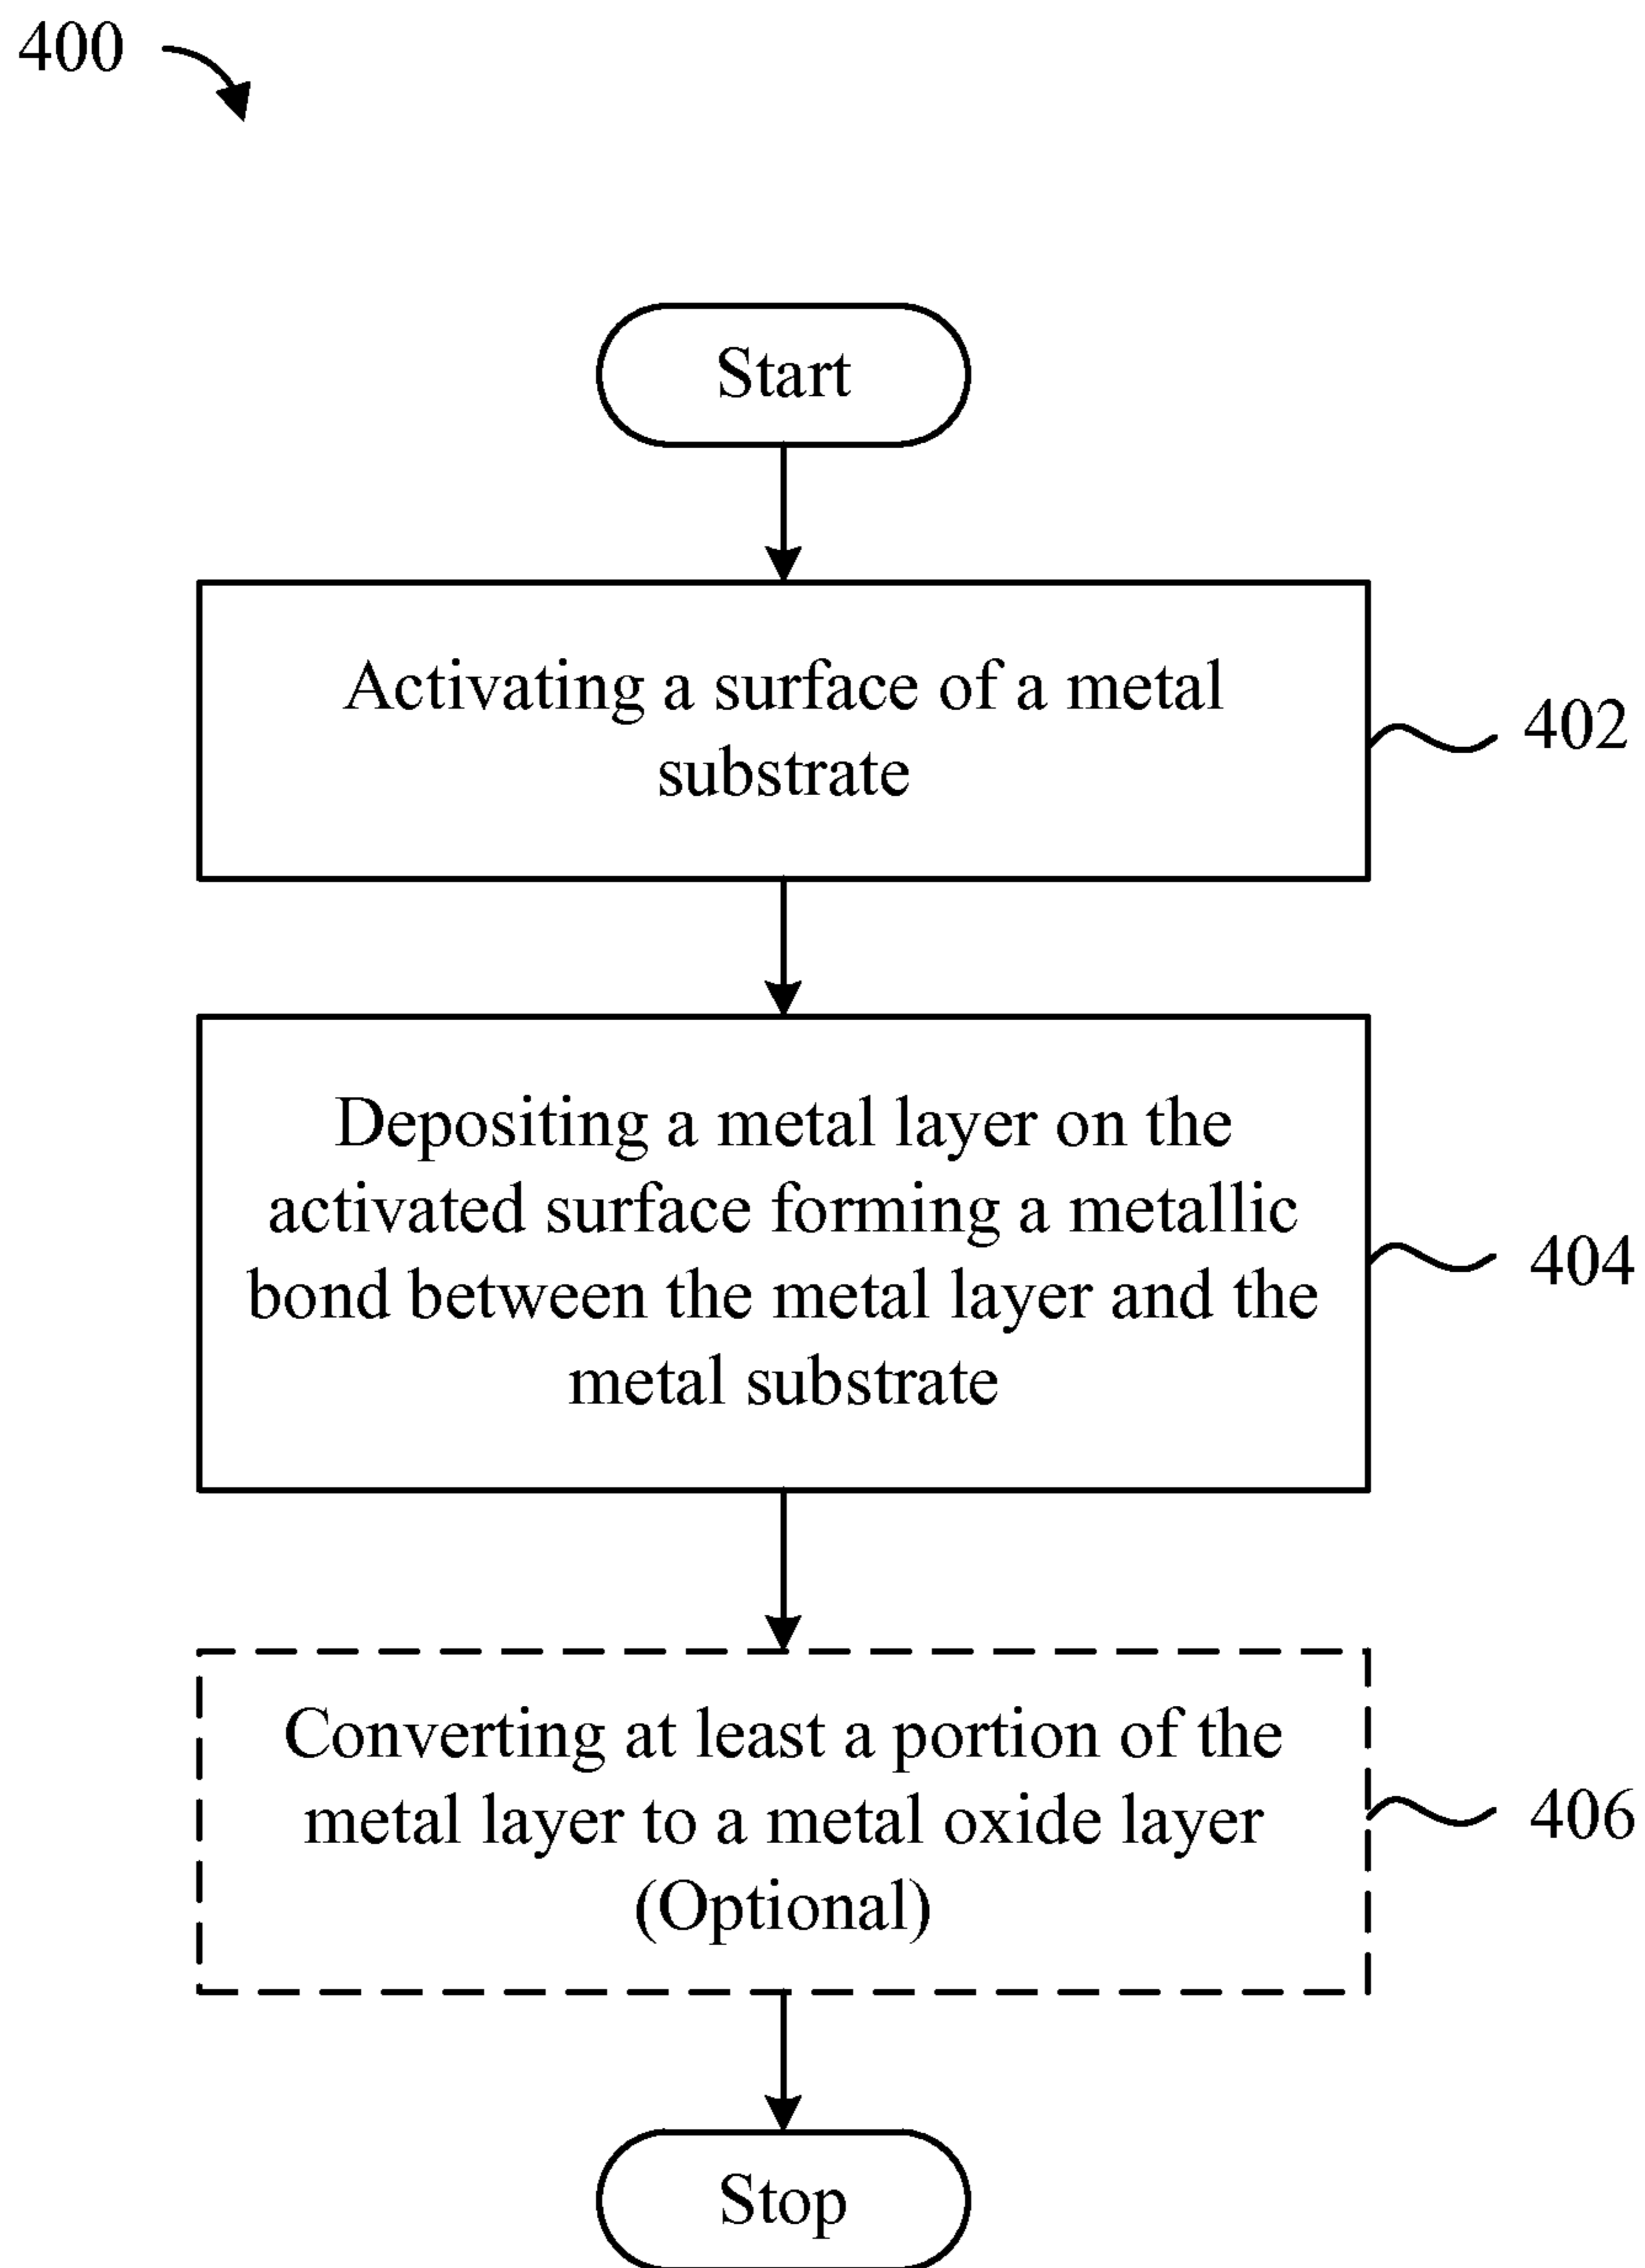 400
Start
Activating a surface of a metal
substrate
402
Depositing a metal layer on the
activated surface forming a metallic
bond between the metal layer and the
metal substrate
404
Converting at least a portion of the
metal layer to a metal oxide layer
(Optional)
406
Stop